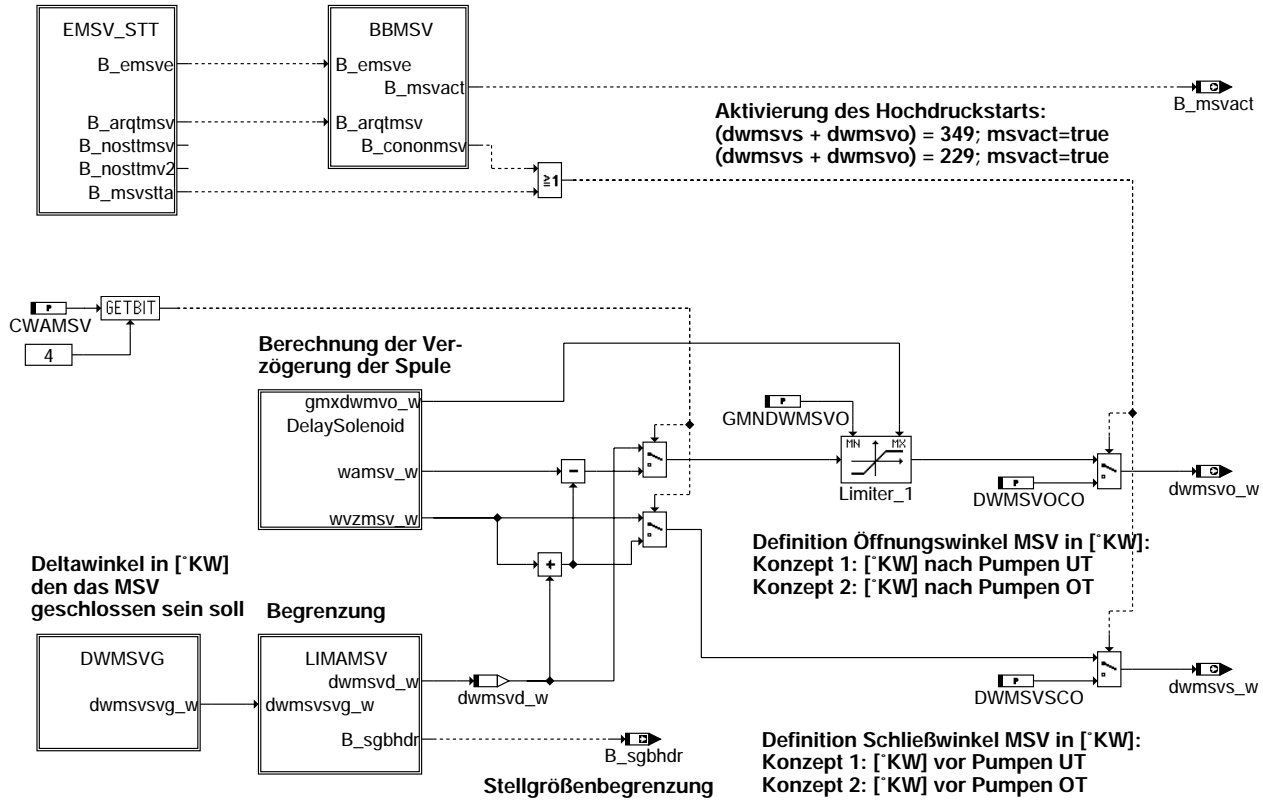 EMSV_STT
B_emsve
B_arqtmsv
B_nosttmsv
B_nosttmv2
B_msvstta
BBMSV
B_emsve
B_msvact
B_arqtmsv
B_cononmsv
≥1
B_msvact
Aktivierung des Hochdruckstarts:
(dwmsvs + dwmsvo) = 349; msvact=true
(dwmsvs + dwmsvo) = 229; msvact=true
P
CWAMSV
GETBIT
4
Berechnung der Ver-
zögerung der Spule
gmxdwmvo_w
DelaySolenoid
wamsv_w
wvzmsv_w
-
+
P
GMNDWMSVO
MN MX
Limiter_1
P
DWMSVOCO
dwmsvo_w
Definition Öffnungswinkel MSV in [°KW]:
Konzept 1: [°KW] nach Pumpen UT
Konzept 2: [°KW] nach Pumpen OT
Deltawinkel in [°KW]
den das MSV
geschlossen sein soll
DWMSVG
dwmsvsvg_w
Begrenzung
LIMAMSV
dwmsvd_w
dwmsvsvg_w
B_sgbhdr
dwmsvd_w
B_sgbhdr
Stellgrößenbegrenzung
P
DWMSVSCO
dwmsvs_w
Definition Schließwinkel MSV in [°KW]:
Konzept 1: [°KW] vor Pumpen UT
Konzept 2: [°KW] vor Pumpen OT